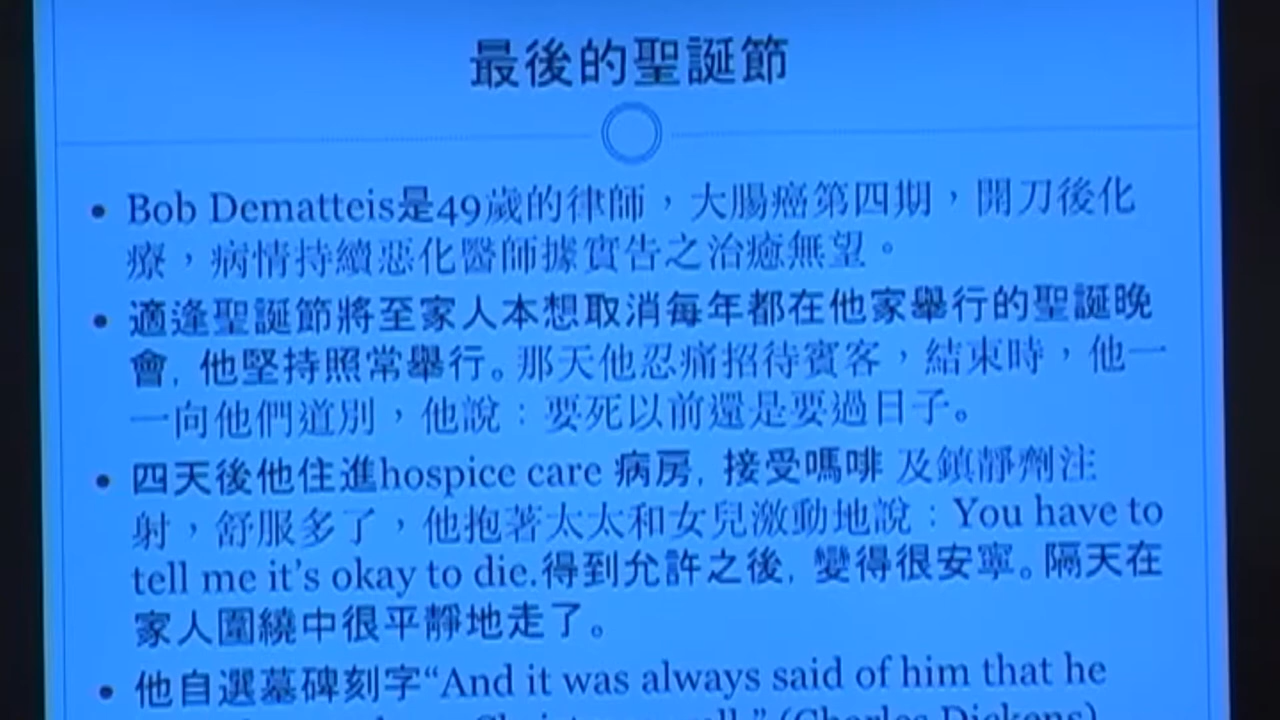 最後的聖誕節
• Bob Dematteis是49歲的律師，大腸癌第四期，開刀後化
療，病情持續惡化醫師據實告之治癒無望。
• 適逢聖誕節將至家人本想取消每年都在他家舉行的聖誕晚
會, 他堅持照常舉行。那天他忍痛招待賓客，結束時，他一
一向他們道別，他說：要死以前還是要過日子。
• 四天後他住進hospice care 病房, 接受嗎啡 及鎮靜劑注
射，舒服多了，他抱著太太和女兒激動地說：You have to
tell me it’s okay to die.得到允許之後, 變得很安寧。隔天在
家人圍繞中很平靜地走了。
• 他自選墓碑刻字“And it was always said of him that he
Christmas well.” (Charles Dickens)